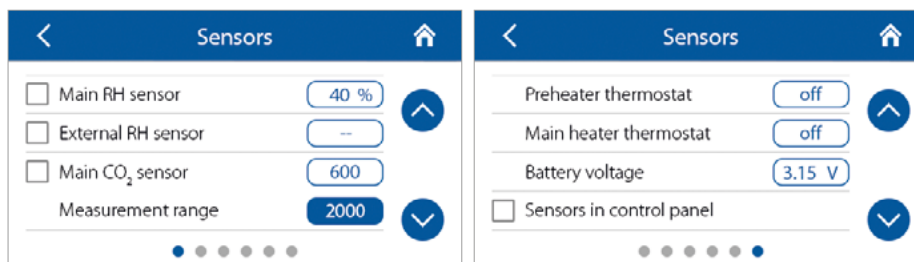 Sensors
Main RH sensor 40 %
External RH sensor --
Main CO₂ sensor 600
Measurement range 2000
Sensors
Preheater thermostat off
Main heater thermostat off
Battery voltage 3.15 V
Sensors in control panel